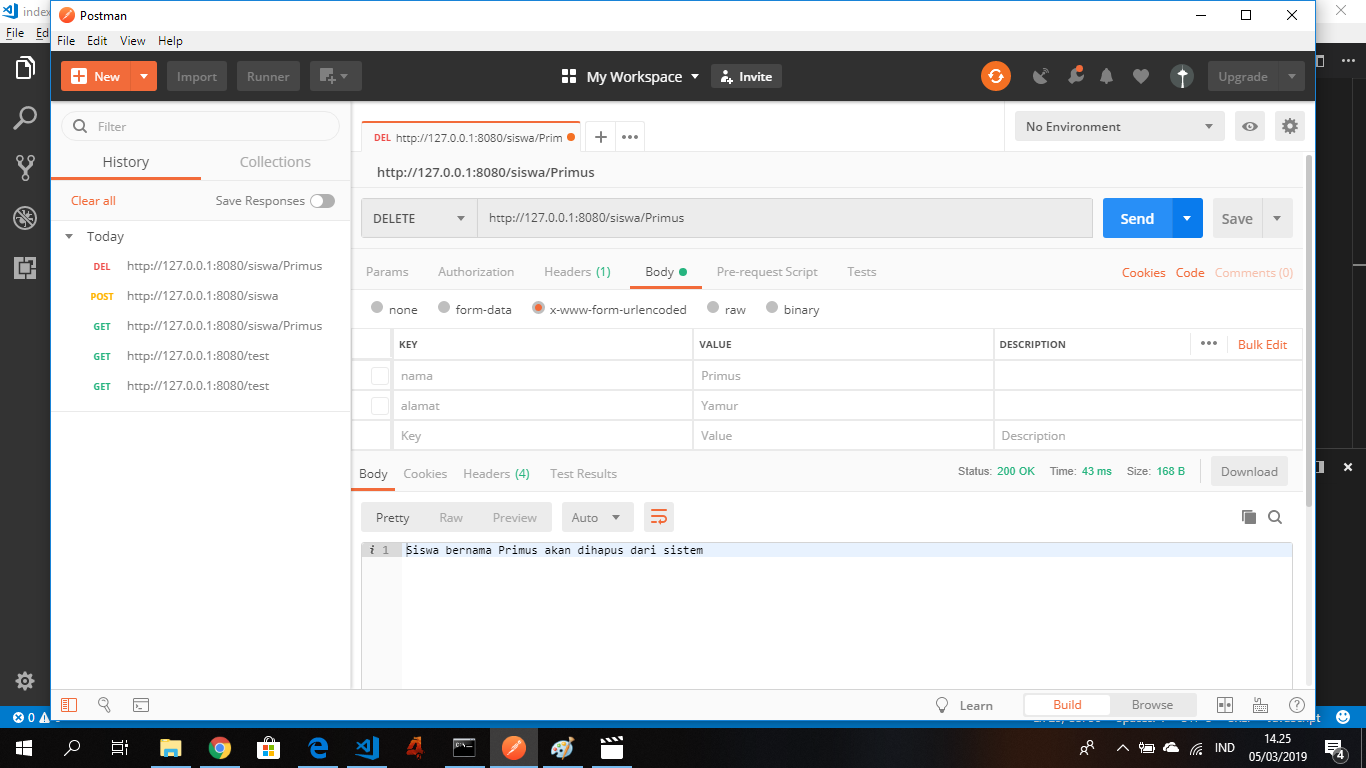 index
Postman
File Ed
File Edit View Help
New Import Runner My Workspace Invite Upgrade
Filter
History Collections
Clear all Save Responses
Today
DEL http://127.0.0.1:8080/siswa/Primus
POST http://127.0.0.1:8080/siswa
GET http://127.0.0.1:8080/siswa/Primus
GET http://127.0.0.1:8080/test
GET http://127.0.0.1:8080/test
DEL http://127.0.0.1:8080/siswa/Prim
No Environment
http://127.0.0.1:8080/siswa/Primus
DELETE http://127.0.0.1:8080/siswa/Primus Send Save
Params Authorization Headers (1) Body Pre-request Script Tests Cookies Code Comments (0)
none form-data x-www-form-urlencoded raw binary
KEY VALUE DESCRIPTION Bulk Edit
nama Primus
alamat Yamur
Key Value Description
Body Cookies Headers (4) Test Results Status: 200 OK Time: 43 ms Size: 168 B Download
Pretty Raw Preview Auto
i 1 Siswa bernama Primus akan dihapus dari sistem
Learn Build Browse
0
IND
14.25
05/03/2019
4